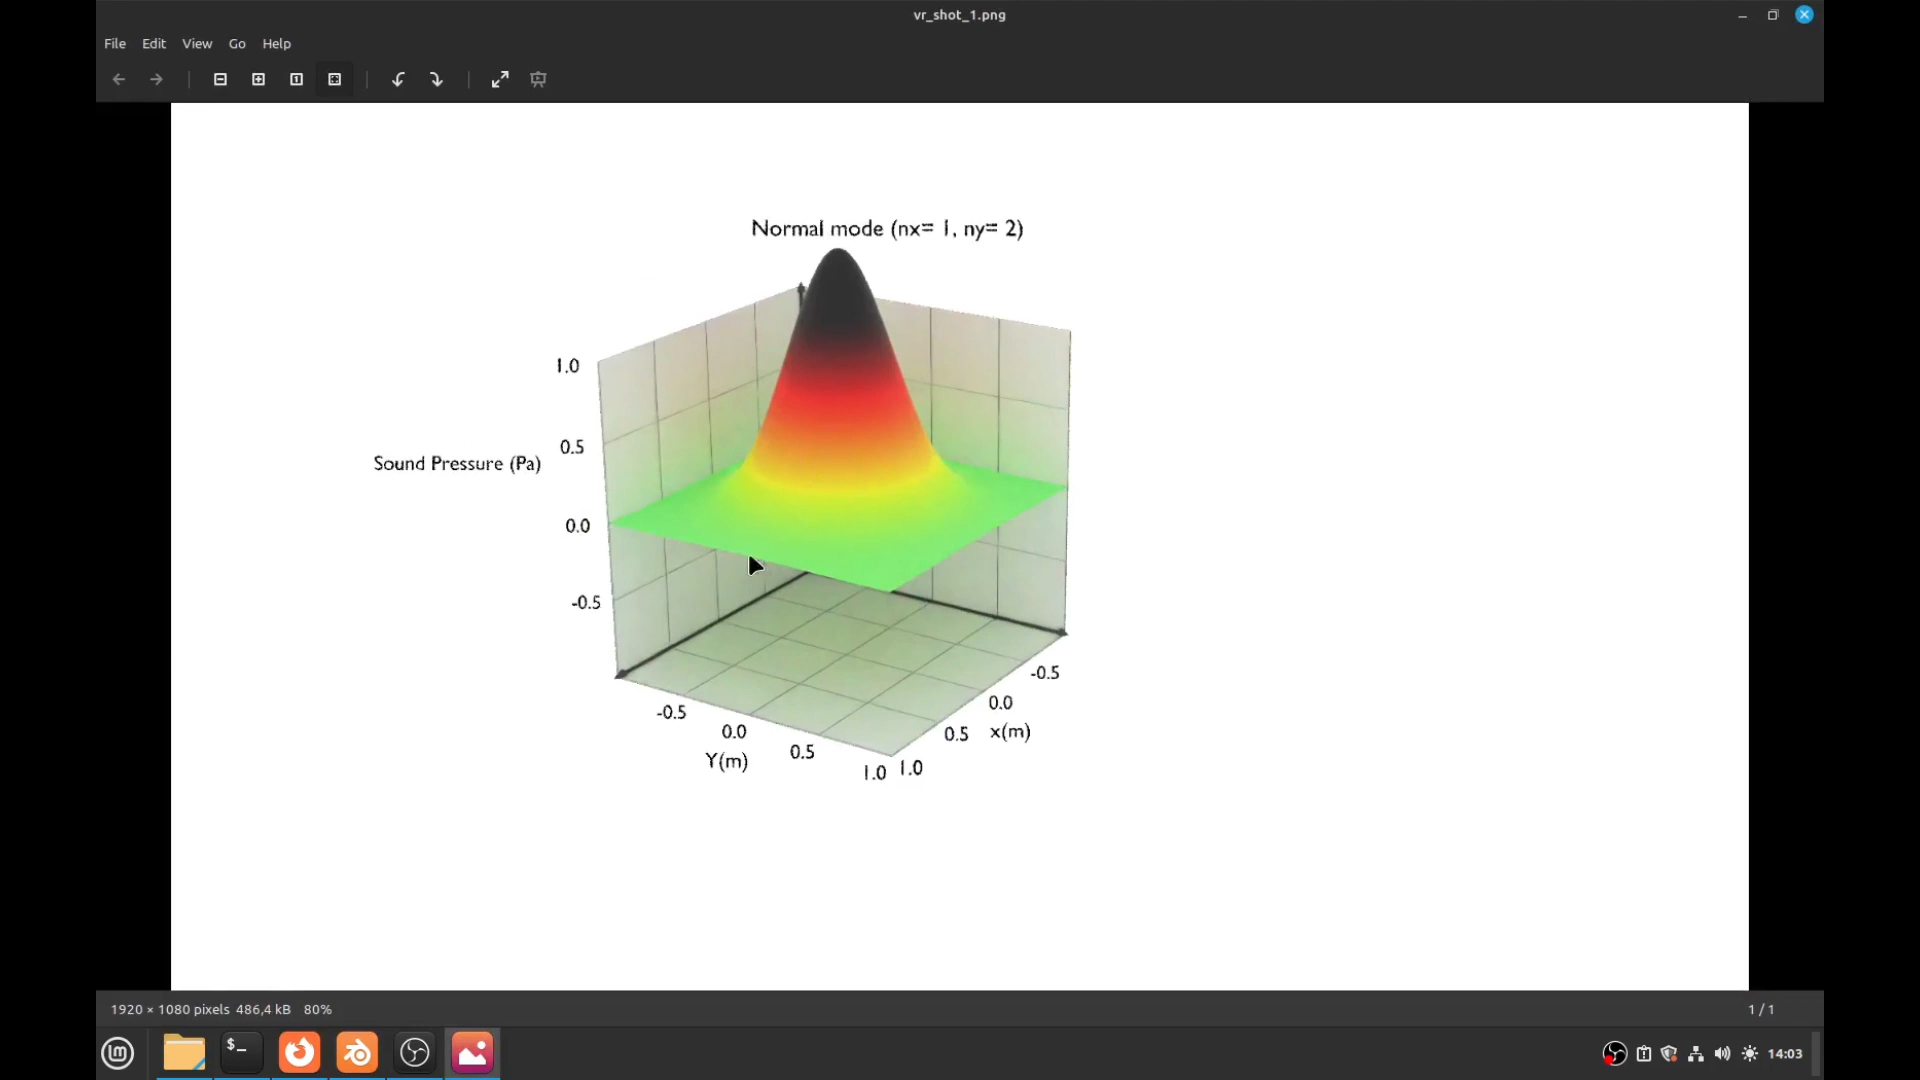 vr_shot_1.png
File Edit View Go Help
Normal mode (nx= 1, ny= 2)
1.0
0.5
Sound Pressure (Pa)
0.0
-0.5
-0.5
0.0
0.5
1.0
Y(m)
-0.5
0.0
0.5
1.0
x(m)
1920 × 1080 pixels 486,4 kB 80%
1 / 1
$_
14:03